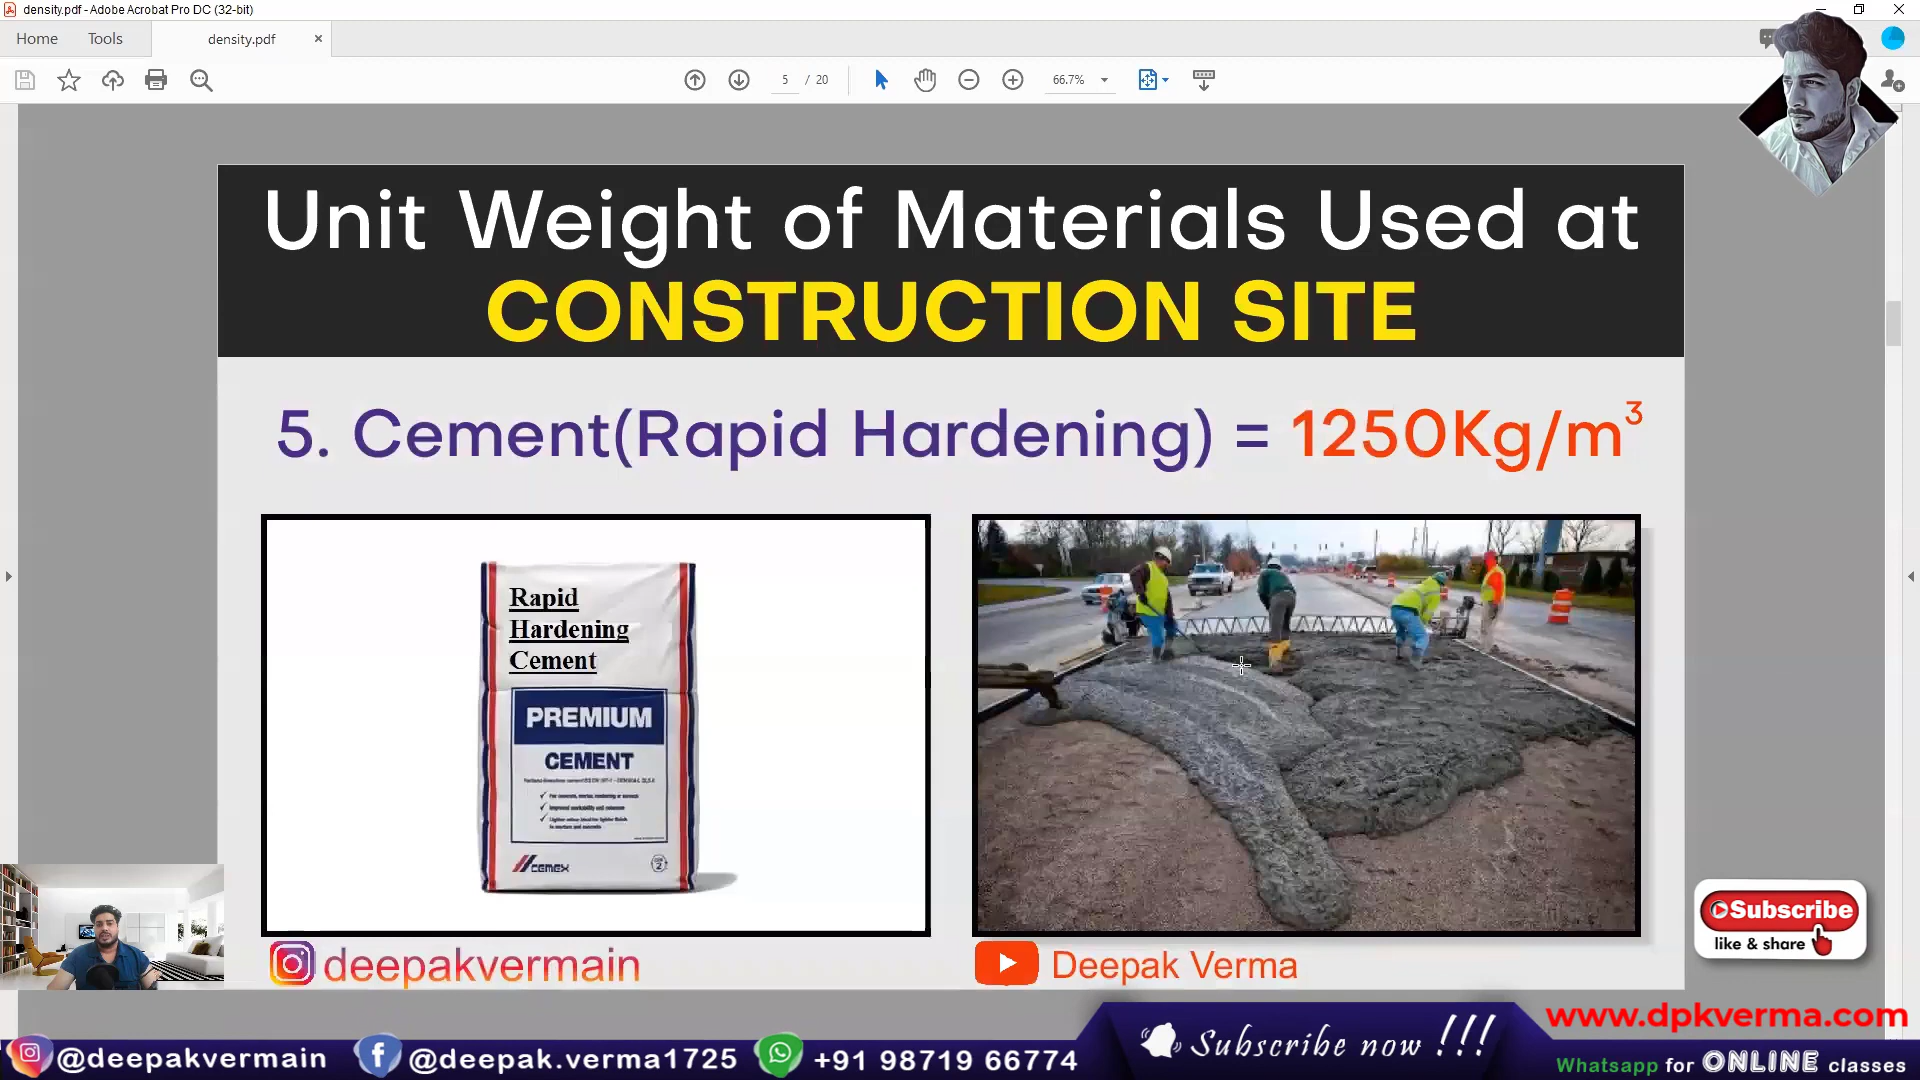 density.pdf - Adobe Acrobat Pro DC (32-bit)
Home Tools density.pdf
5 / 20 66.7%
Unit Weight of Materials Used at
CONSTRUCTION SITE
5. Cement(Rapid Hardening) = 1250Kg/m³
Rapid
Hardening
Cement
PREMIUM
CEMENT
CEMEX
deepakvermain
Deepak Verma
Subscribe
like & share
www.dpkverma.com
@deepakvermain @deepak.verma1725 +91 98719 66774 Subscribe now !!!
Whatsapp for ONLINE classes